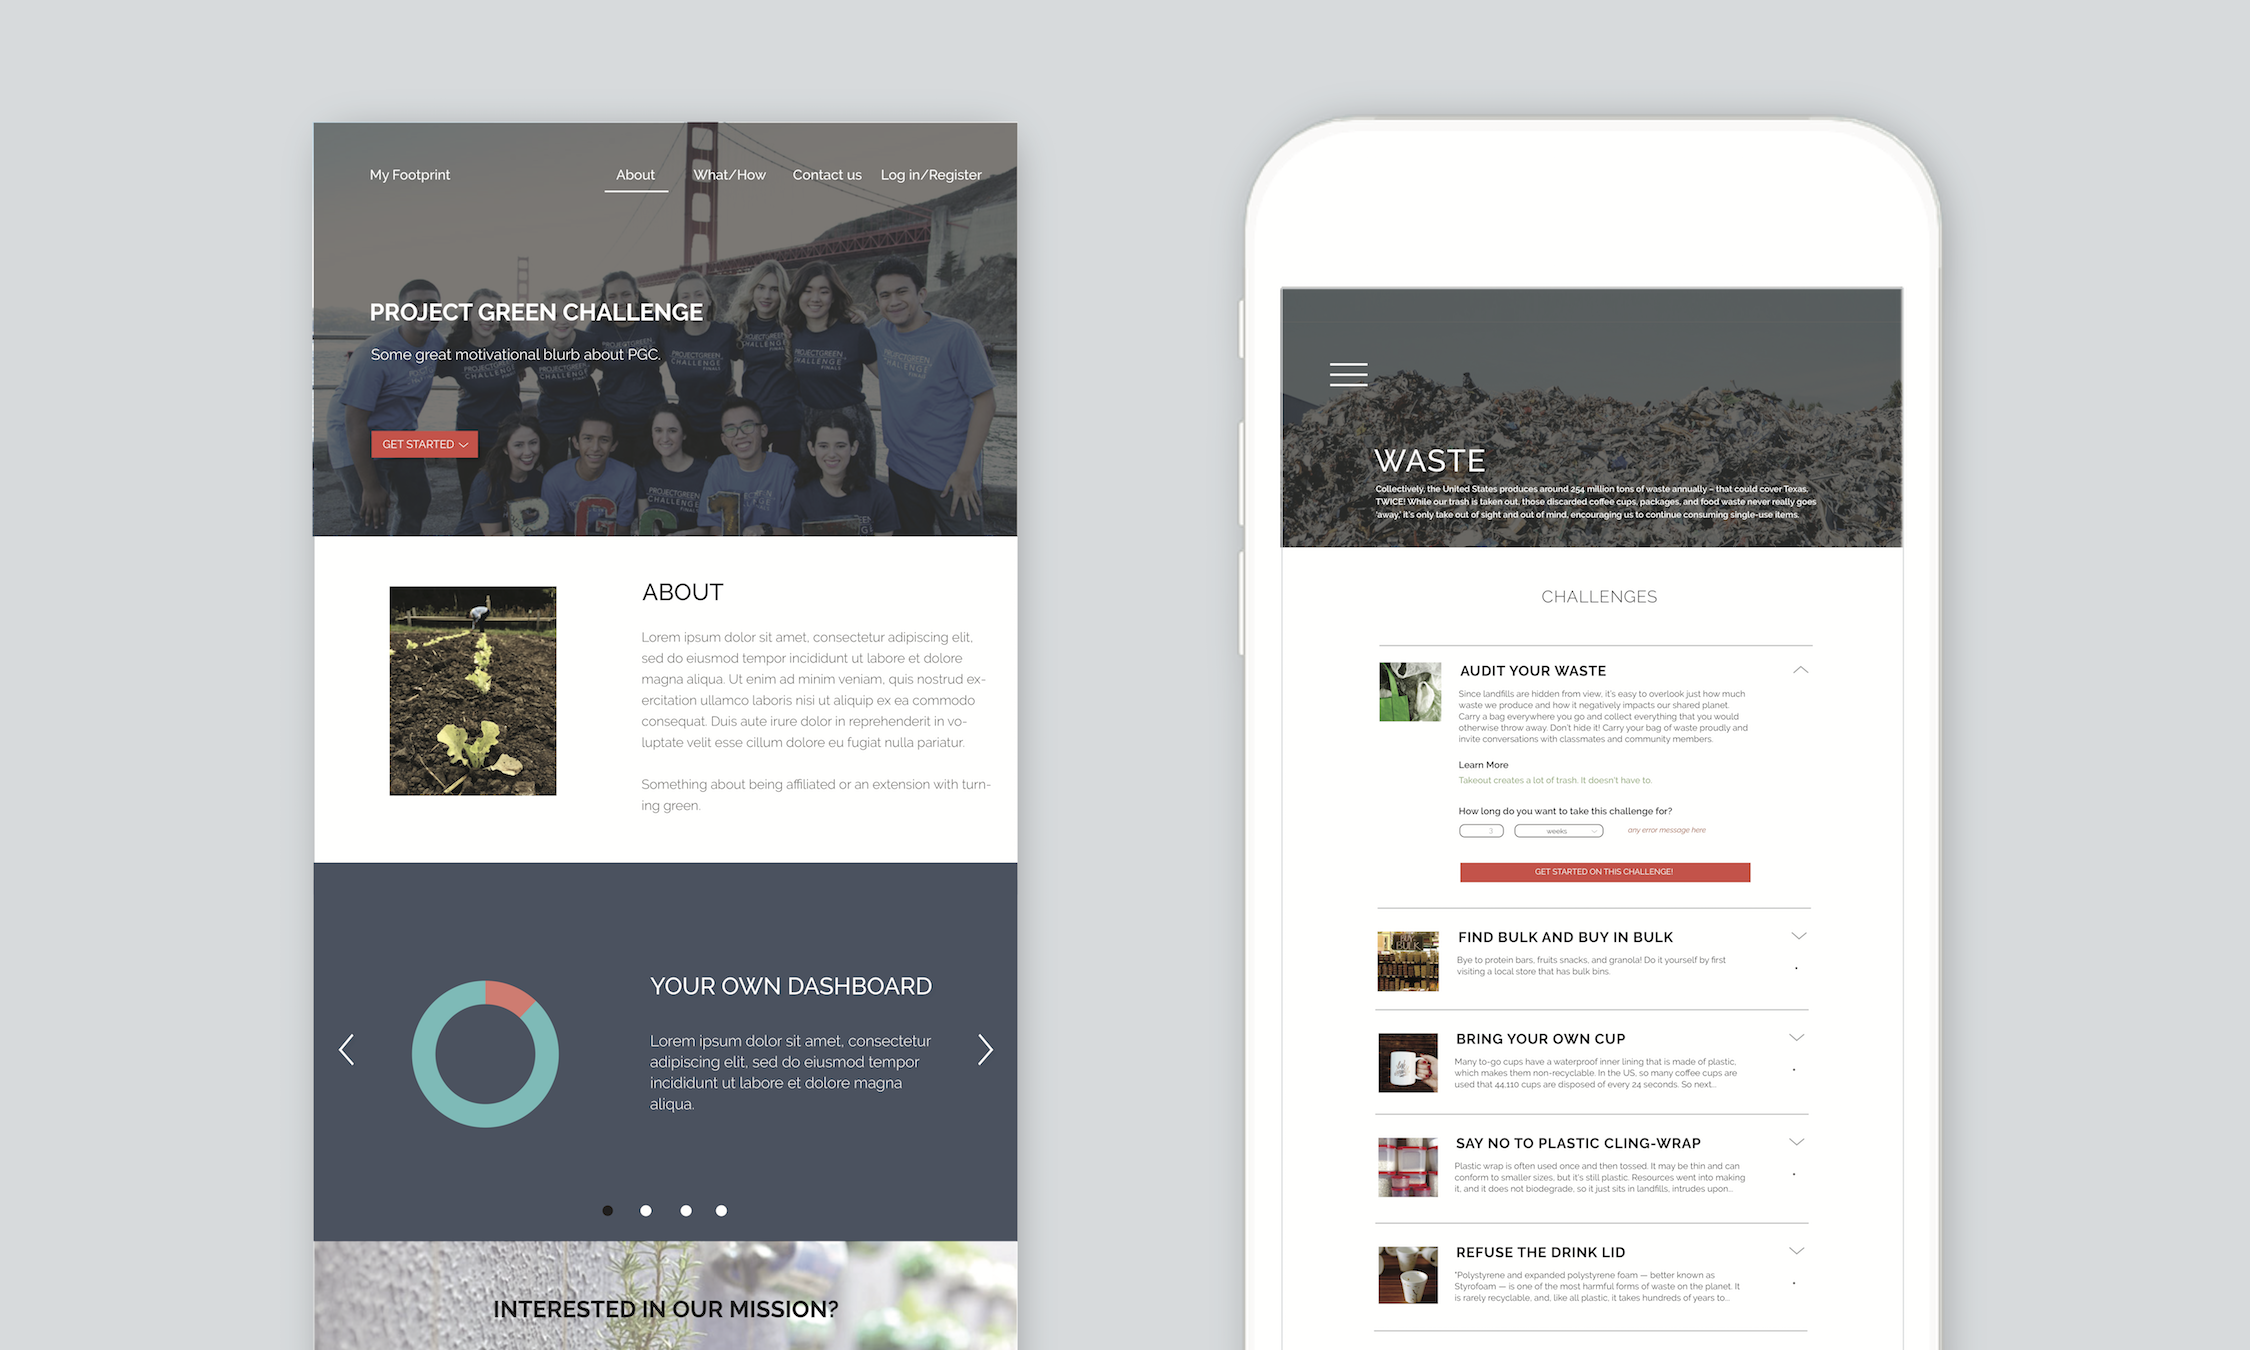 My Footprint
About
What/How
Contact us
Log in/Register
PROJECT GREEN CHALLENGE
Some great motivational blurb about PGC.
GET STARTED
ABOUT
Lorem ipsum dolor sit amet, consectetur adipiscing elit,
sed do eiusmod tempor incididunt ut labore et dolore
magna aliqua. Ut enim ad minim veniam, quis nostrud ex-
ercitation ullamco laboris nisi ut aliquip ex ea commodo
consequat. Duis aute irure dolor in reprehenderit in vo-
luptate velit esse cillum dolore eu fugiat nulla pariatur.
Something about being affiliated or an extension with turn-
ing green.
YOUR OWN DASHBOARD
Lorem ipsum dolor sit amet, consectetur
adipiscing elit, sed do eiusmod tempor
incididunt ut labore et dolore magna
aliqua.
INTERESTED IN OUR MISSION?
WASTE
Collectively, the United States produces around 254 million tons of waste annually – that could cover Texas,
TWICE! While our trash is taken out, those discarded coffee cups, packages, and food waste never really goes
'away,' it's only take out of sight and out of mind, encouraging us to continue consuming single-use items.
CHALLENGES
AUDIT YOUR WASTE
Since landfills are hidden from view, it's easy to overlook just how much
waste we produce and how it negatively impacts our shared planet.
Carry a bag everywhere you go and collect everything that you would
otherwise throw away. Don't hide it! Carry your bag of waste proudly and
invite conversations with classmates and community members.
Learn More
Takeout creates a lot of trash. It doesn't have to.
How long do you want to take this challenge for?
3
weeks
any error message here
GET STARTED ON THIS CHALLENGE!
FIND BULK AND BUY IN BULK
Bye to protein bars, fruits snacks, and granola! Do it yourself by first
visiting a local store that has bulk bins.
BRING YOUR OWN CUP
Many to-go cups have a waterproof inner lining that is made of plastic,
which makes them non-recyclable. In the US, so many coffee cups are
used that 44,110 cups are disposed of every 24 seconds. So next...
SAY NO TO PLASTIC CLING-WRAP
Plastic wrap is often used once and then tossed. It may be thin and can
conform to smaller sizes, but it's still plastic. Resources went into making
it, and it does not biodegrade, so it just sits in landfills, intrudes upon...
REFUSE THE DRINK LID
"Polystyrene and expanded polystyrene foam — better known as
Styrofoam — is one of the most harmful forms of waste on the planet. It
is rarely recyclable, and, like all plastic, it takes hundreds of years to...